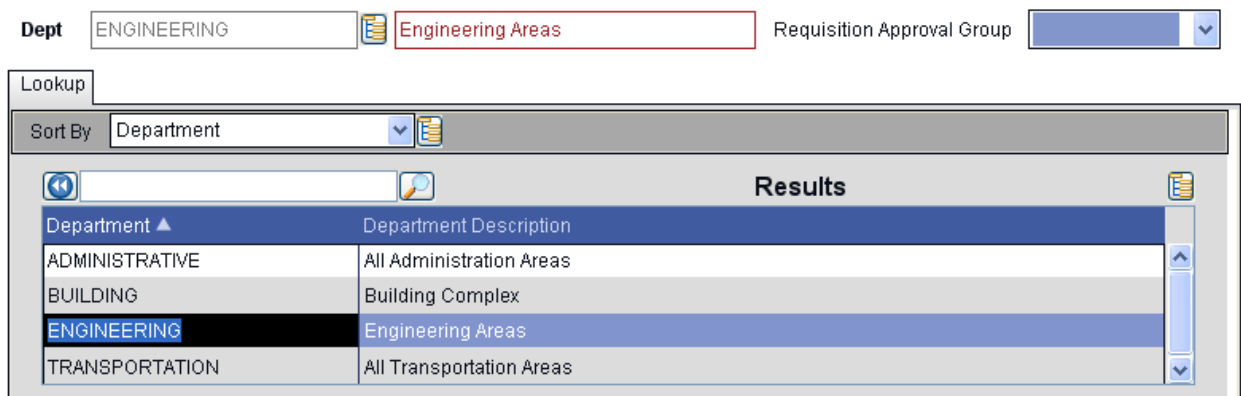 Dept ENGINEERING Engineering Areas Requisition Approval Group
Lookup
Sort By Department
Results
Department Department Description
ADMINISTRATIVE All Administration Areas
BUILDING Building Complex
ENGINEERING Engineering Areas
TRANSPORTATION All Transportation Areas